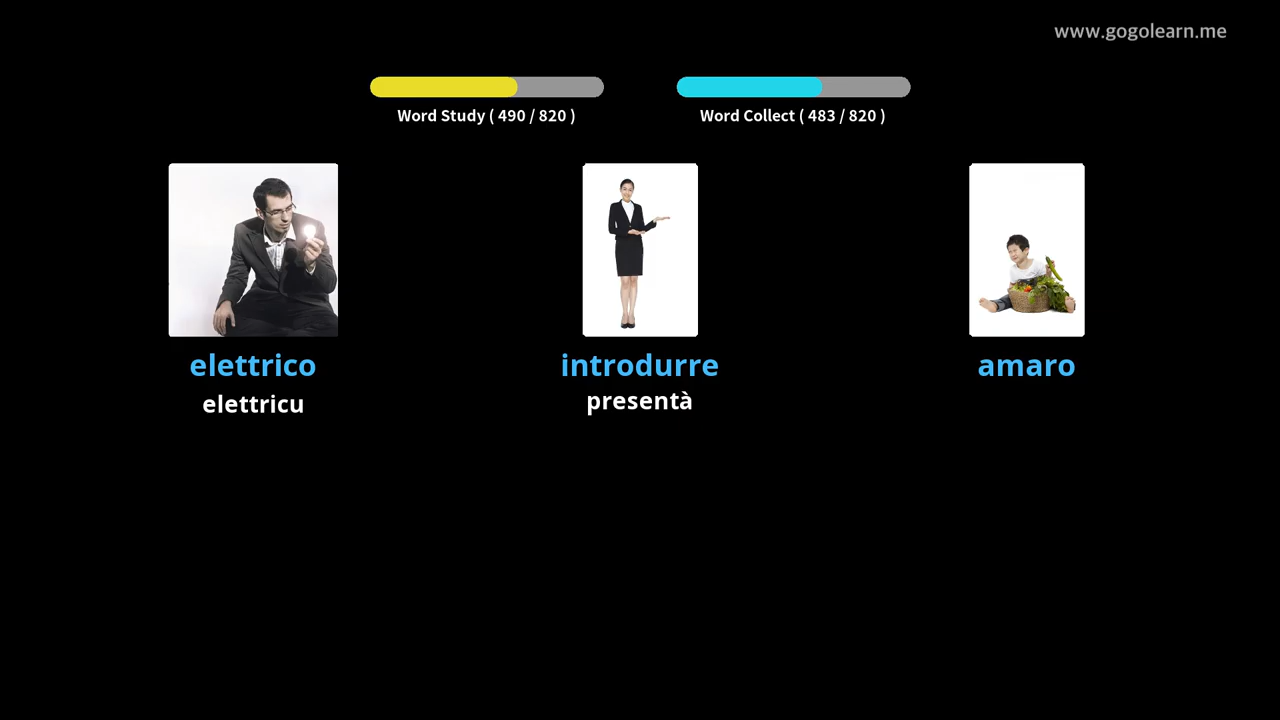 www.gogolearn.me
Word Study ( 490 / 820 )
Word Collect ( 483 / 820 )
elettrico
introdurre
amaro
elettricu
presentà